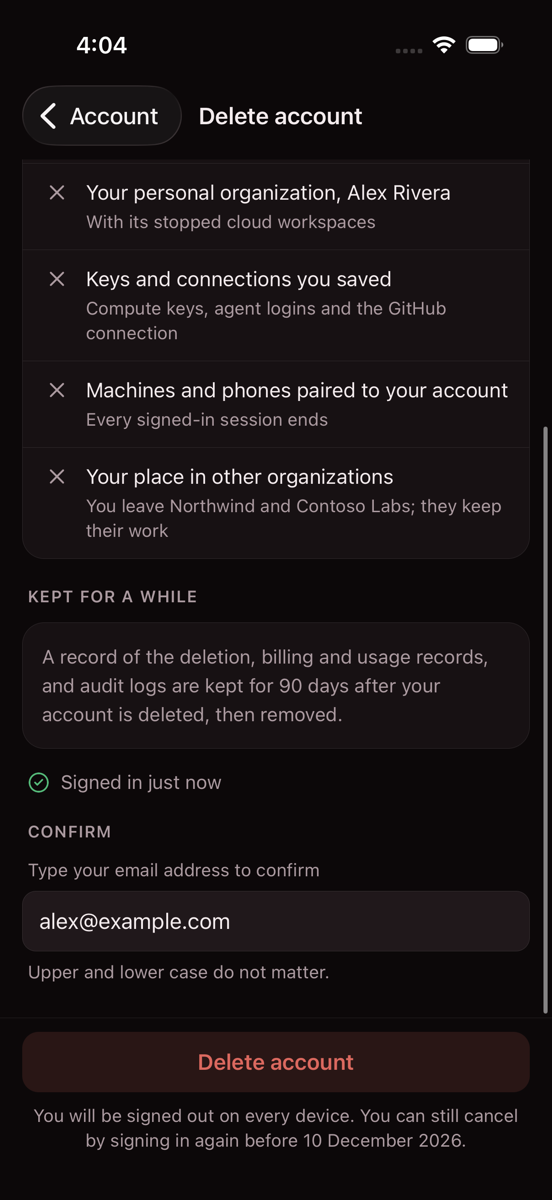 4:04
Account
Delete account
Your personal organization, Alex Rivera
With its stopped cloud workspaces
Keys and connections you saved
Compute keys, agent logins and the GitHub
connection
Machines and phones paired to your account
Every signed-in session ends
Your place in other organizations
You leave Northwind and Contoso Labs; they keep
their work
KEPT FOR A WHILE
A record of the deletion, billing and usage records,
and audit logs are kept for 90 days after your
account is deleted, then removed.
Signed in just now
CONFIRM
Type your email address to confirm
alex@example.com
Upper and lower case do not matter.
Delete account
You will be signed out on every device. You can still cancel
by signing in again before 10 December 2026.